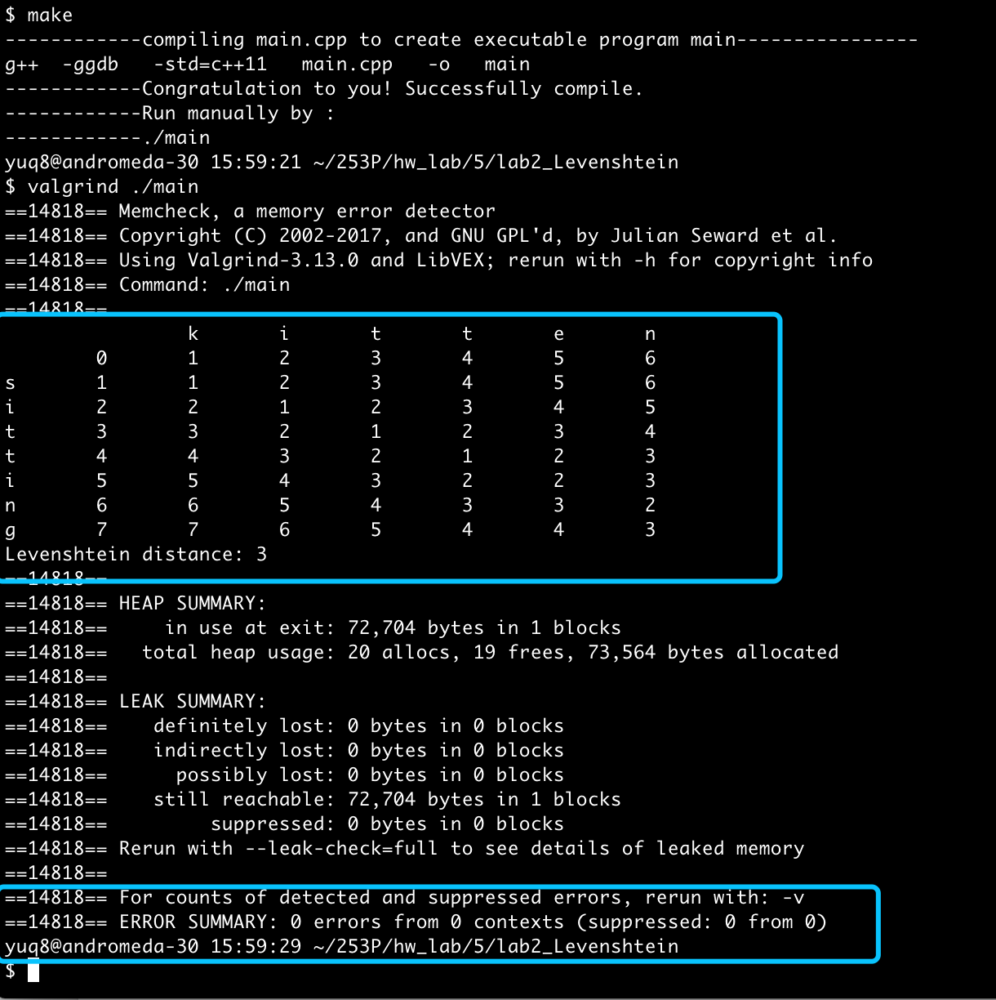 $ make
------------compiling main.cpp to create executable program main----------------
g++  -ggdb   -std=c++11   main.cpp   -o   main
------------Congratulation to you! Successfully compile.
------------Run manually by :
------------./main
yuq8@andromeda-30 15:59:21 ~/253P/hw_lab/5/lab2_Levenshtein
$ valgrind ./main
==14818== Memcheck, a memory error detector
==14818== Copyright (C) 2002-2017, and GNU GPL'd, by Julian Seward et al.
==14818== Using Valgrind-3.13.0 and LibVEX; rerun with -h for copyright info
==14818== Command: ./main
==14818==
                k       i       t       t       e       n
        0       1       2       3       4       5       6
s       1       1       2       3       4       5       6
i       2       2       1       2       3       4       5
t       3       3       2       1       2       3       4
t       4       4       3       2       1       2       3
i       5       5       4       3       2       2       3
n       6       6       5       4       3       3       2
g       7       7       6       5       4       4       3
Levenshtein distance: 3
==14818==
==14818== HEAP SUMMARY:
==14818==     in use at exit: 72,704 bytes in 1 blocks
==14818==   total heap usage: 20 allocs, 19 frees, 73,564 bytes allocated
==14818==
==14818== LEAK SUMMARY:
==14818==    definitely lost: 0 bytes in 0 blocks
==14818==    indirectly lost: 0 bytes in 0 blocks
==14818==      possibly lost: 0 bytes in 0 blocks
==14818==    still reachable: 72,704 bytes in 1 blocks
==14818==         suppressed: 0 bytes in 0 blocks
==14818== Rerun with --leak-check=full to see details of leaked memory
==14818==
==14818== For counts of detected and suppressed errors, rerun with: -v
==14818== ERROR SUMMARY: 0 errors from 0 contexts (suppressed: 0 from 0)
yuq8@andromeda-30 15:59:29 ~/253P/hw_lab/5/lab2_Levenshtein
$